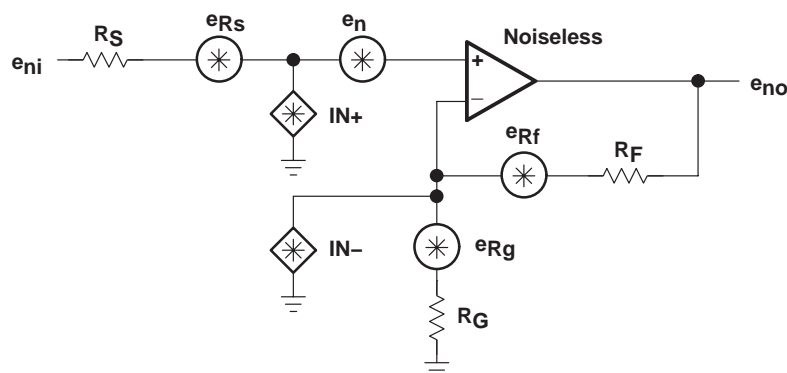 RS
eRs
en
Noiseless
eni
+
−
eno
IN+
eRf
RF
IN−
eRg
RG